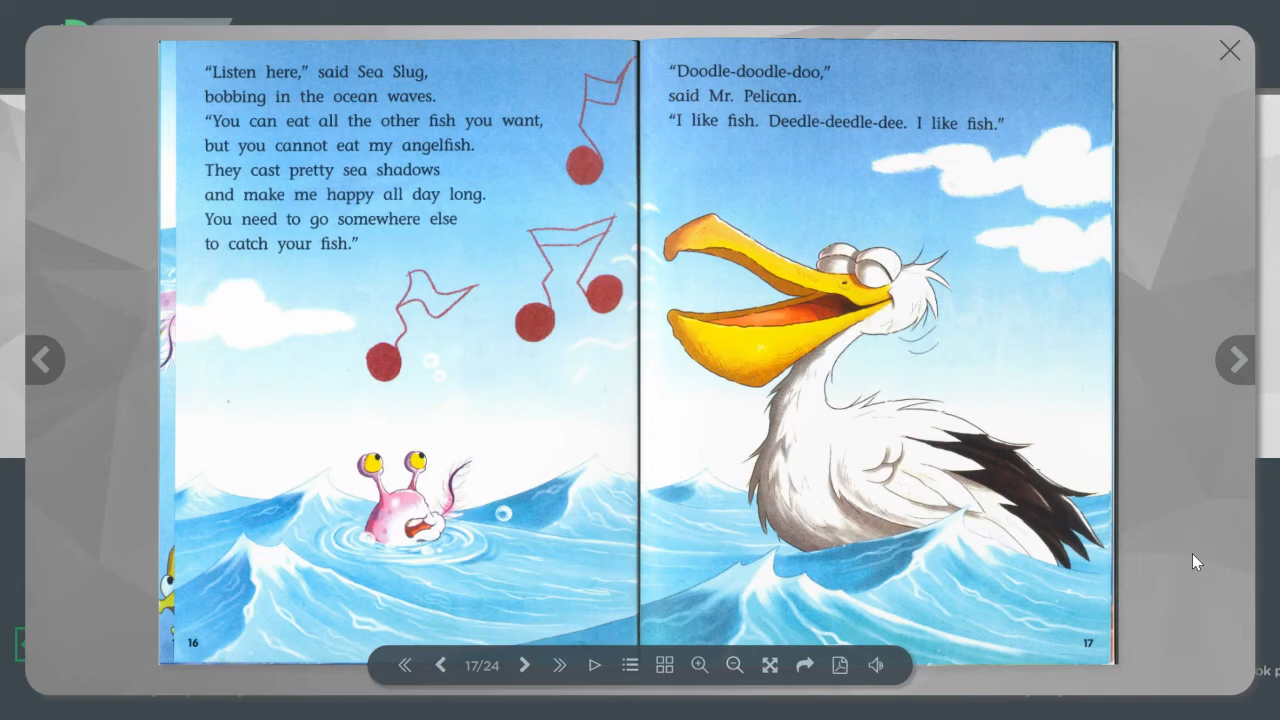 “Listen here,” said Sea Slug,
bobbing in the ocean waves.
“You can eat all the other fish you want,
but you cannot eat my angelfish.
They cast pretty sea shadows
and make me happy all day long.
You need to go somewhere else
to catch your fish.”
16
“Doodle-doodle-doo,”
said Mr. Pelican.
“I like fish. Deedle-deedle-dee. I like fish.”
17
17/24